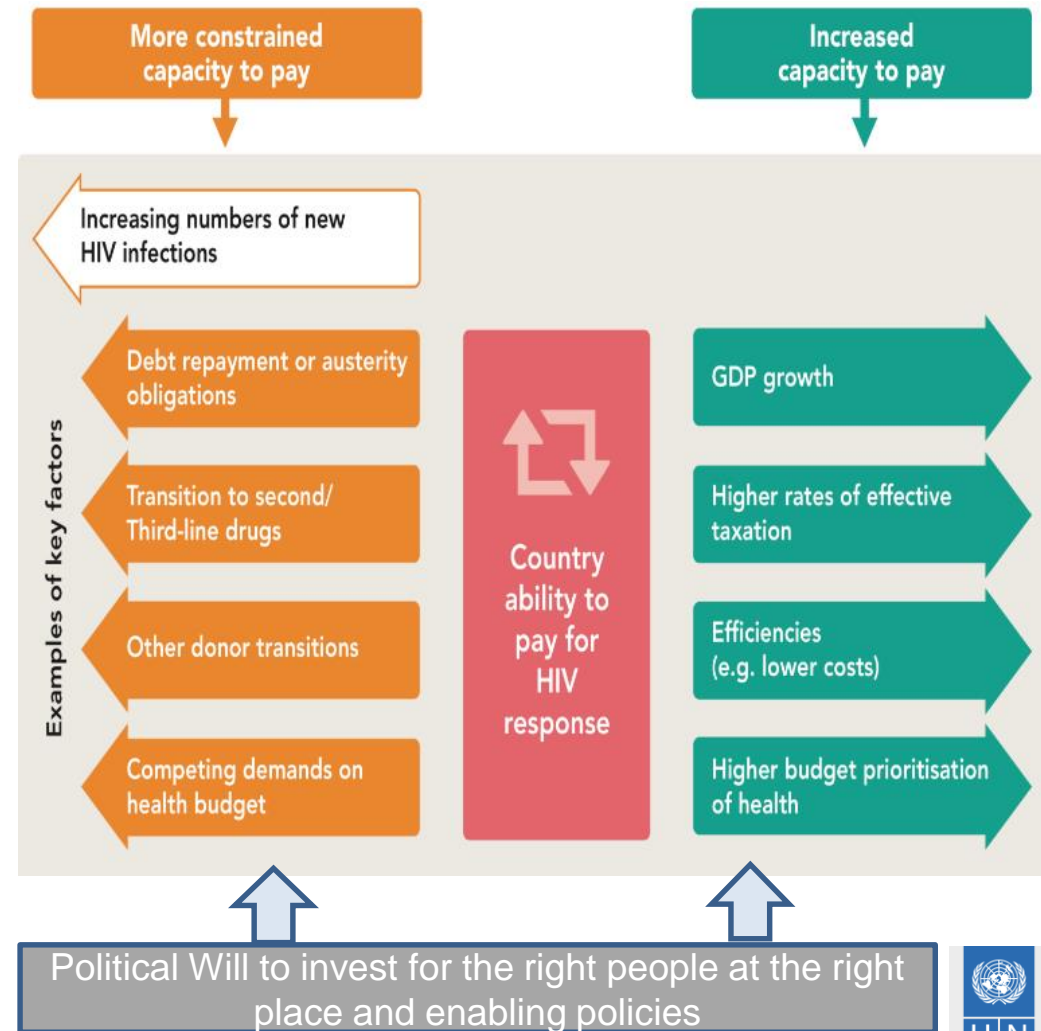 More constrained
capacity to pay
Increased
capacity to pay
Increasing numbers of new
HIV infections
Examples of key factors
Debt repayment or austerity
obligations
Transition to second/
Third-line drugs
Other donor transitions
Competing demands on
health budget
Country
ability to
pay for
HIV
response
GDP growth
Higher rates of effective
taxation
Efficiencies
(e.g. lower costs)
Higher budget prioritisation
of health
Political Will to invest for the right people at the right
place and enabling policies
U N